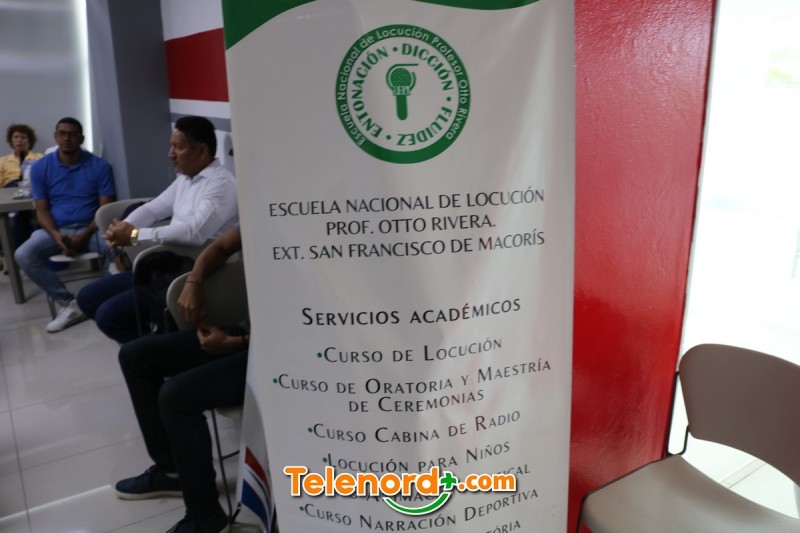 Escuela Nacional de Locución Profesor Otto Rivera
ENTONACIÓN • DICCIÓN • FLUIDEZ •
ESCUELA NACIONAL DE LOCUCIÓN
PROF. OTTO RIVERA.
EXT. SAN FRANCISCO DE MACORÍS
SERVICIOS ACADÉMICOS
•CURSO DE LOCUCIÓN
•CURSO DE ORATORIA Y MAESTRÍA
DE CEREMONIAS
•CURSO CABINA DE RADIO
•LOCUCIÓN PARA NIÑOS
Telenord+.com
•CURSO NARRACIÓN DEPORTIVA